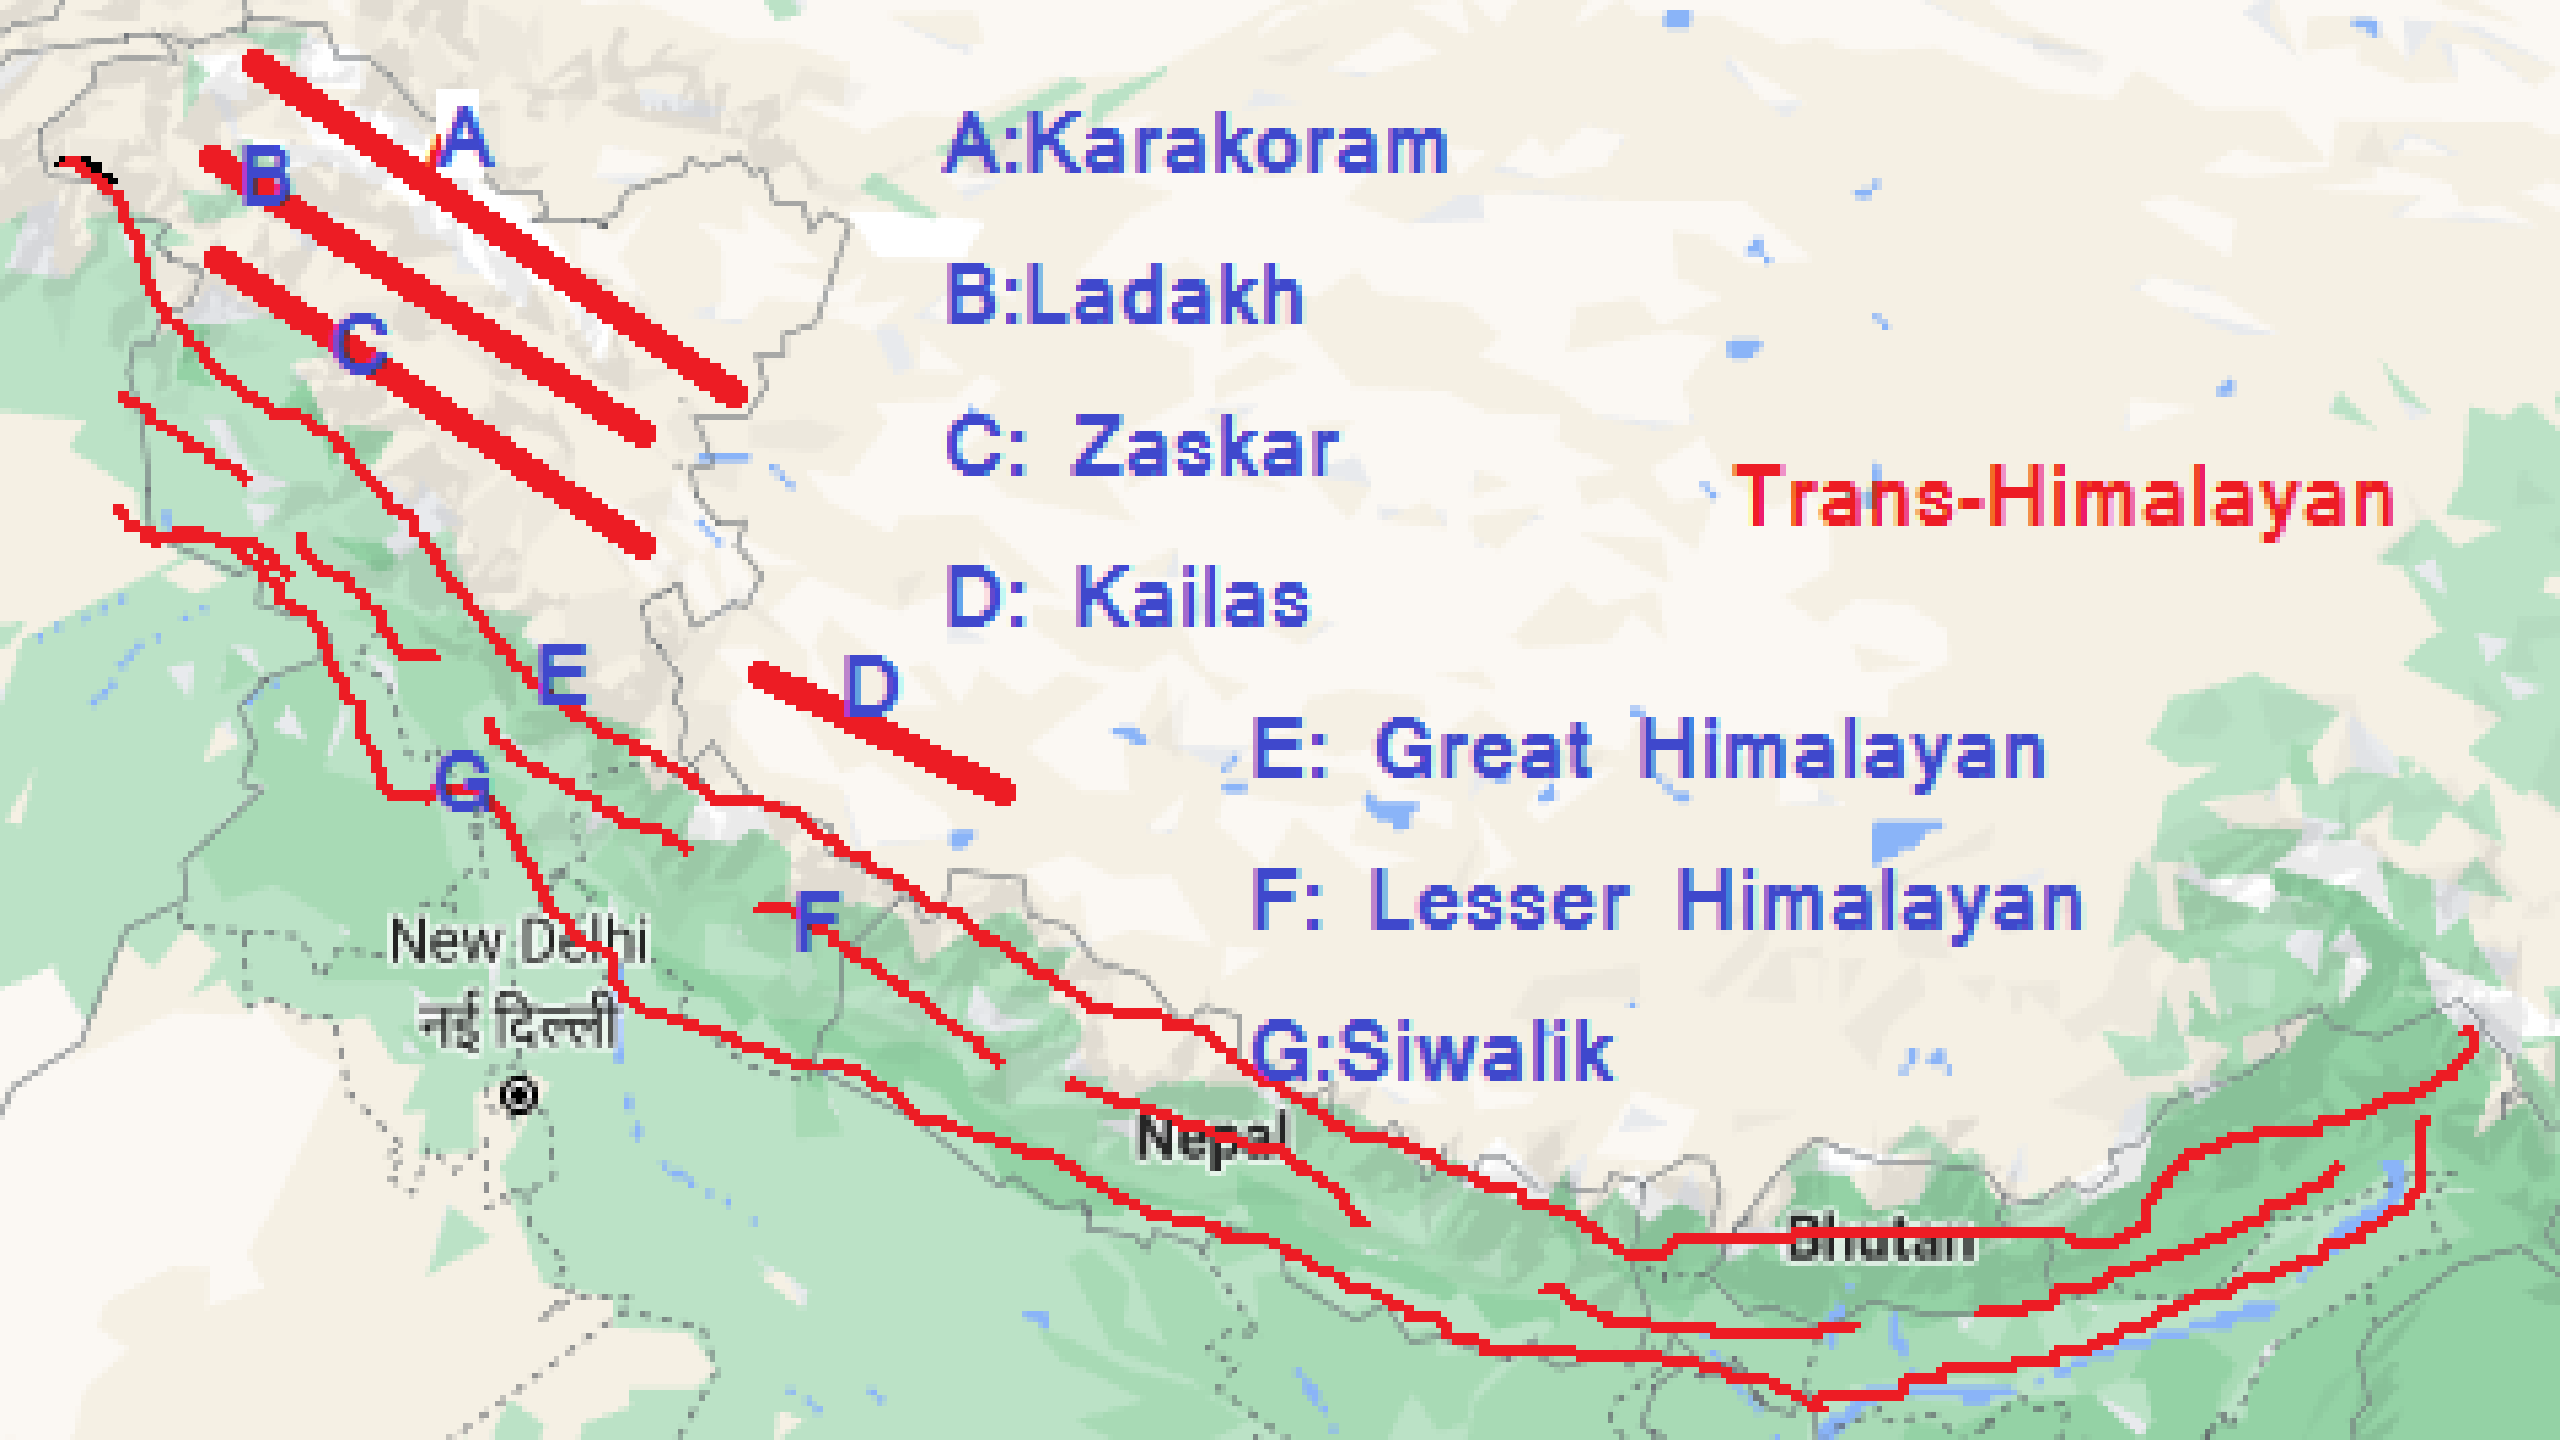 A
A:Karakoram
B
B:Ladakh
C
C: Zaskar
Trans-Himalayan
D: Kailas
E
D
E: Great Himalayan
G
F
F: Lesser Himalayan
New Delhi
नई दिल्ली
G:Siwalik
Nepal
Bhutan